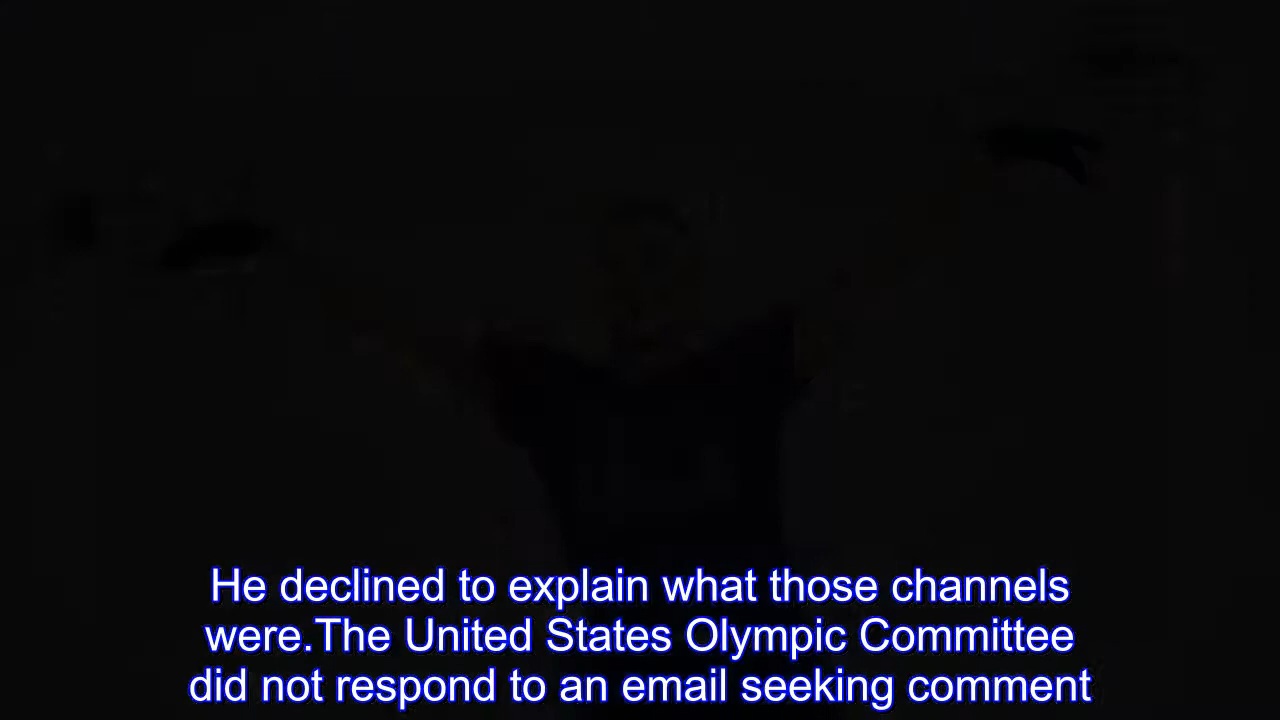 He declined to explain what those channels
were.The United States Olympic Committee
did not respond to an email seeking comment